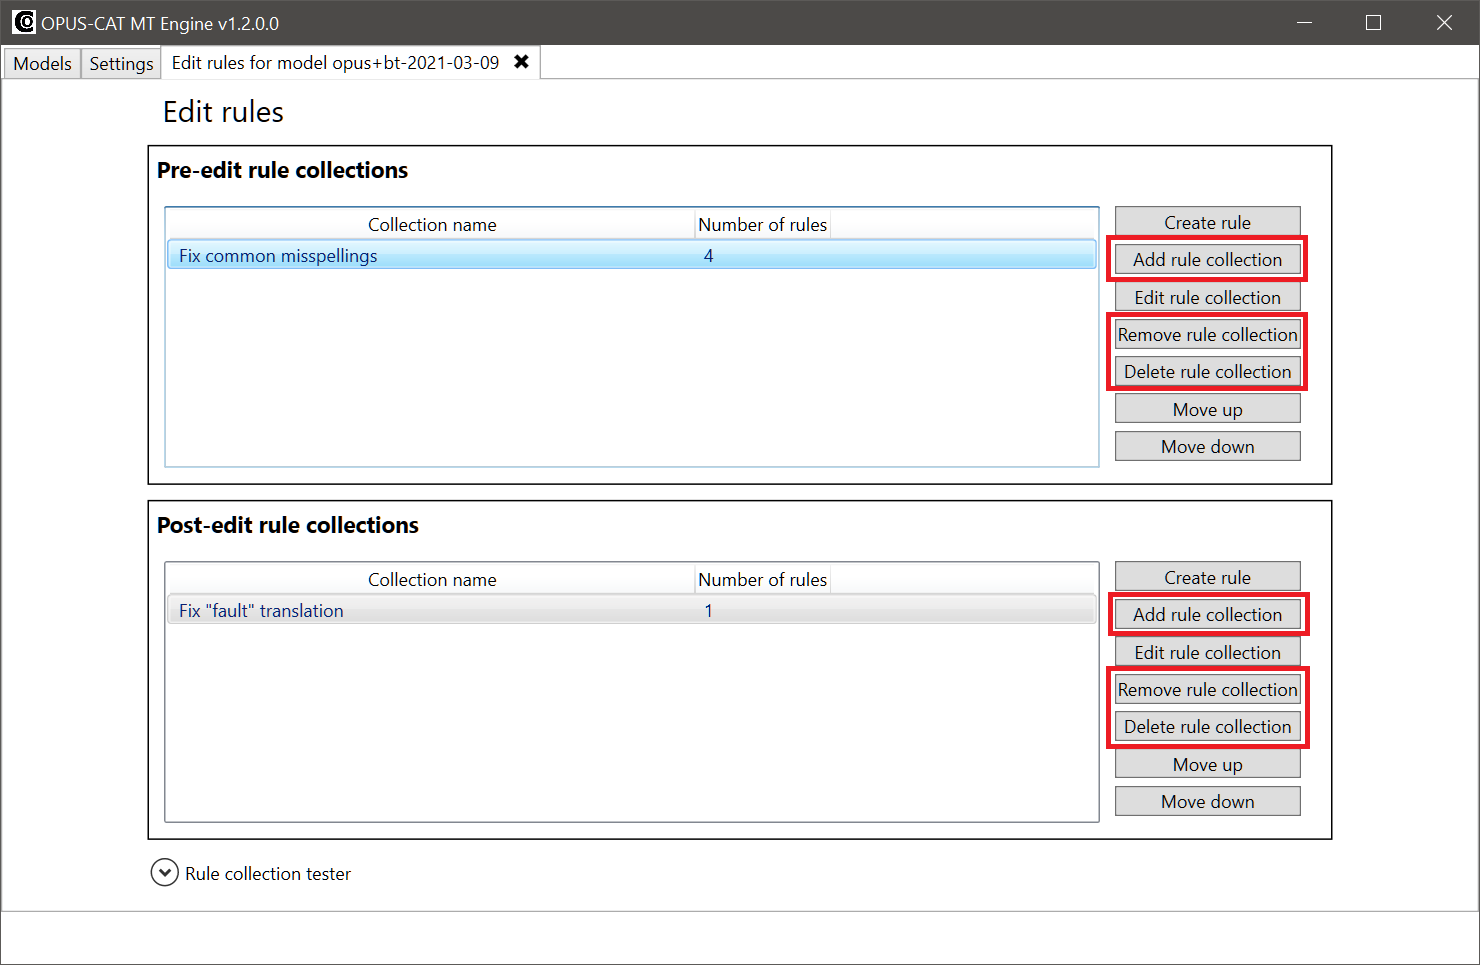 OPUS-CAT MT Engine v1.2.0.0
Models Settings Edit rules for model opus+bt-2021-03-09
Edit rules
Pre-edit rule collections
Collection name Number of rules
Fix common misspellings 4
Create rule
Add rule collection
Edit rule collection
Remove rule collection
Delete rule collection
Move up
Move down
Post-edit rule collections
Collection name Number of rules
Fix "fault" translation 1
Create rule
Add rule collection
Edit rule collection
Remove rule collection
Delete rule collection
Move up
Move down
Rule collection tester